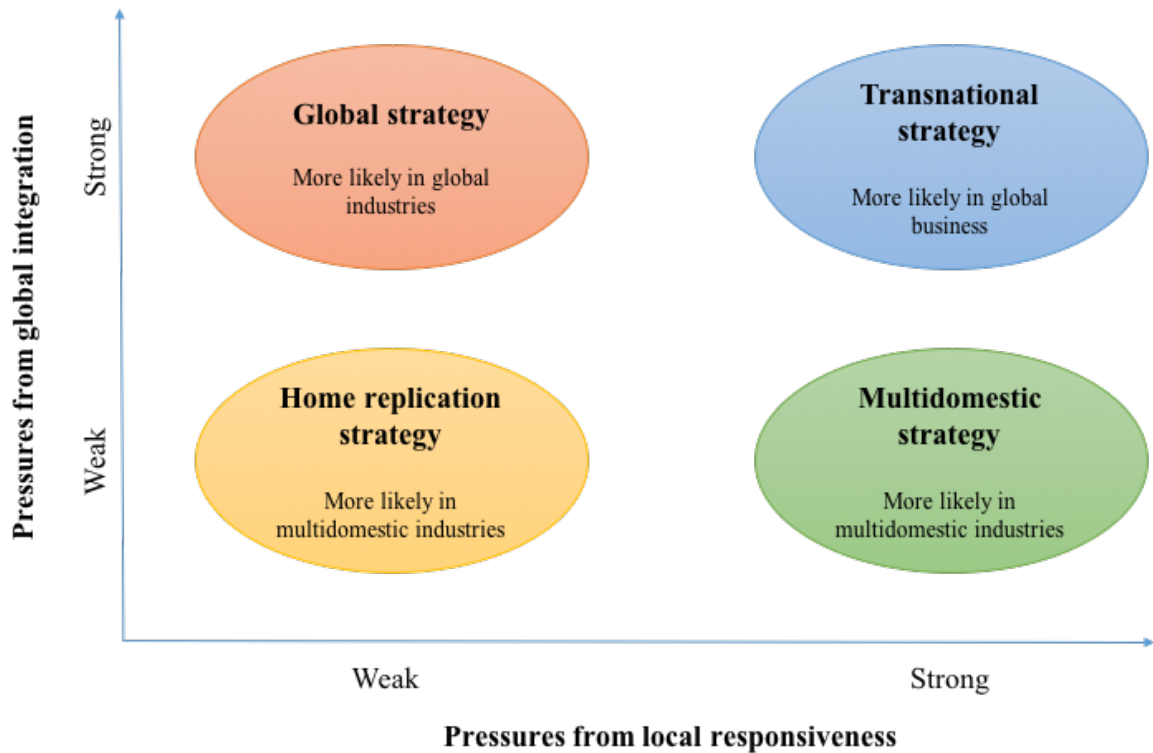 Pressures from global integration
Strong
Weak
Global strategy
More likely in global
industries
Transnational
strategy
More likely in global
business
Home replication
strategy
More likely in
multidomestic industries
Multidomestic
strategy
More likely in
multidomestic industries
Weak
Strong
Pressures from local responsiveness